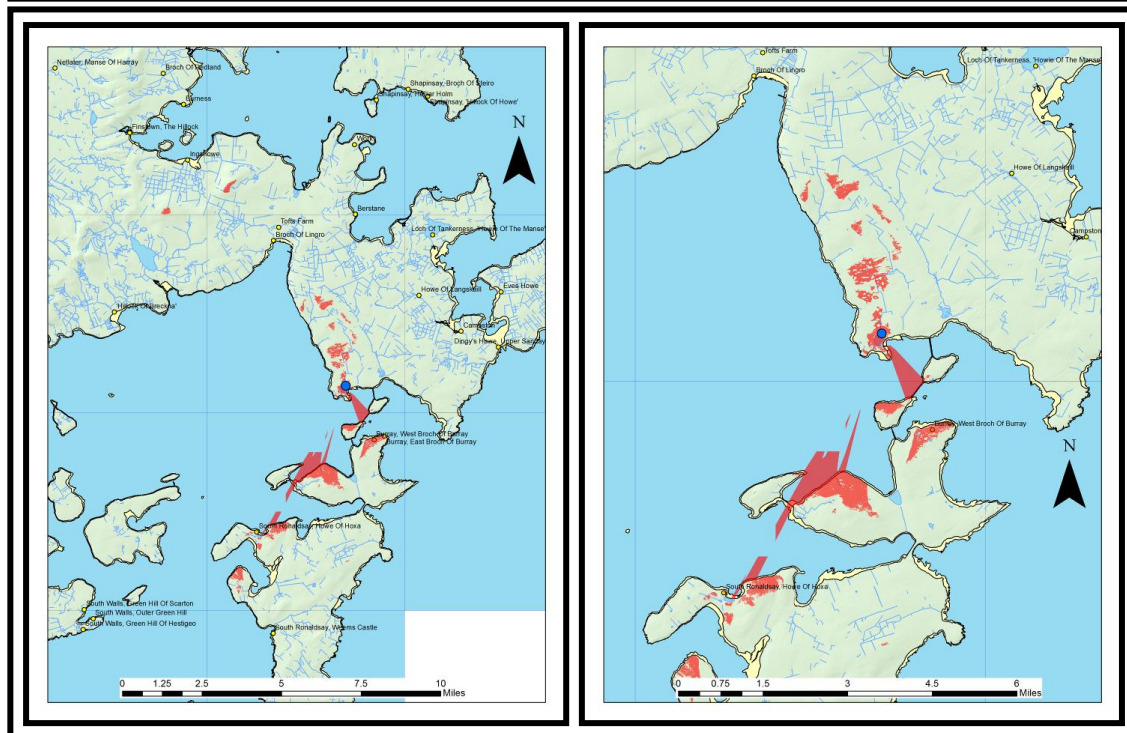 Netlater, Manse Of Harray
Broch Of Redland
Burness
Finstown, The Hillock
Ingshowe
Shapinsay, Broch Of Steiro
Shapinsay, Helliar Holm
Shapinsay, 'Hillock Of Howe'
N
Berstane
Tofts Farm
Broch Of Lingro
Loch Of Tankerness, 'Howie Of The Manse'
Howe Of Langskaill
Eves Howe
Campston
Dingy's Howe, Upper Sanday
Burray, West Broch Of Burray
Burray, East Broch Of Burray
South Ronaldsay, Howe Of Hoxa
South Walls, Green Hill Of Scarton
South Walls, Outer Green Hill
South Walls, Green Hill Of Hestigeo
South Ronaldsay, Weems Castle
0 1.25 2.5 5 7.5 10
Miles
Tofts Farm
Broch Of Lingro
Loch Of Tankerness, 'Howie Of The Manse'
Howe Of Langskaill
Campston
Burray, West Broch Of Burray
N
South Ronaldsay, Howe Of Hoxa
0 0.75 1.5 3 4.5 6
Miles